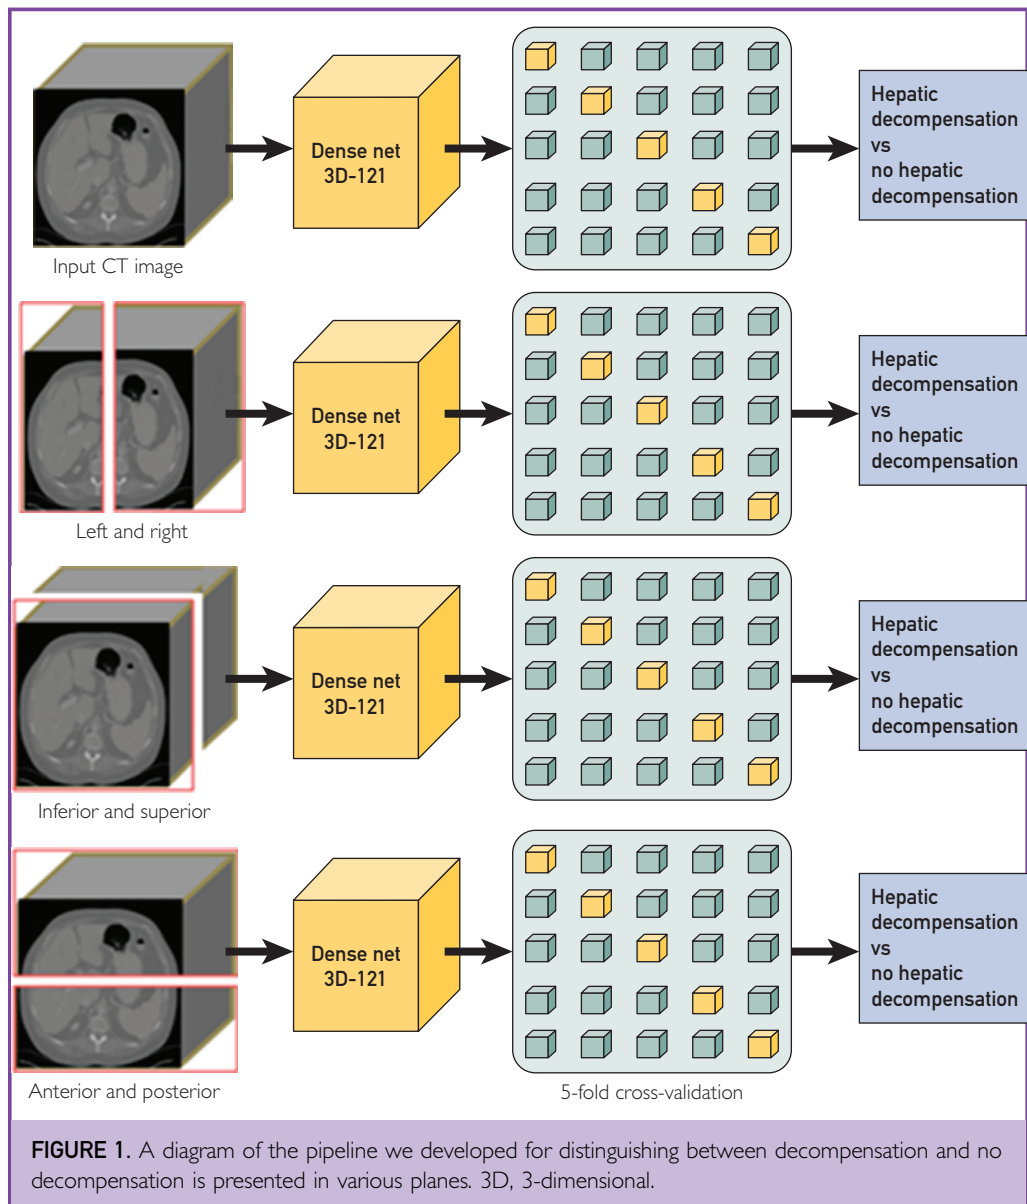 Input CT image
Dense net
3D-121
Hepatic
decompensation
vs
no hepatic
decompensation
Left and right
Dense net
3D-121
Hepatic
decompensation
vs
no hepatic
decompensation
Inferior and superior
Dense net
3D-121
Hepatic
decompensation
vs
no hepatic
decompensation
Anterior and posterior
Dense net
3D-121
5-fold cross-validation
Hepatic
decompensation
vs
no hepatic
decompensation
FIGURE 1. A diagram of the pipeline we developed for distinguishing between decompensation and no
decompensation is presented in various planes. 3D, 3-dimensional.